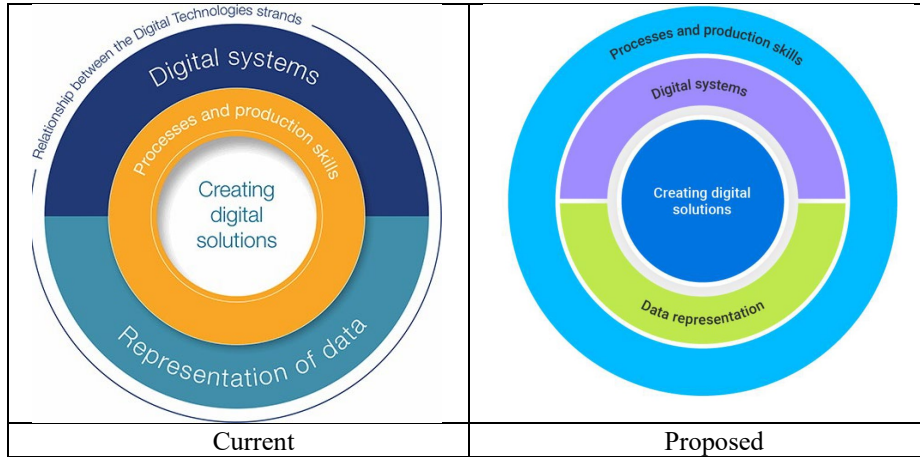 Relationship between the Digital Technologies strands
Digital systems
Processes and production skills
Creating
digital
solutions
Representation of data
Current
Processes and production skills
Digital systems
Creating digital
solutions
Data representation
Proposed